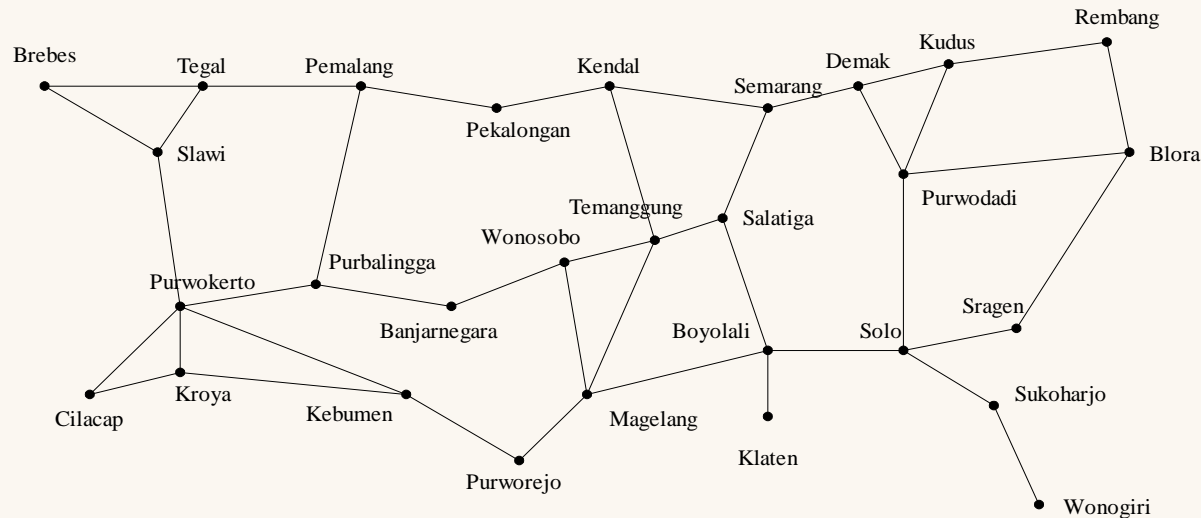 Rembang
Kudus
Brebes
Tegal
Pemalang
Kendal
Demak
Semarang
Pekalongan
Slawi
Blora
Purwodadi
Temanggung
Salatiga
Wonosobo
Purbalingga
Purwokerto
Banjarnegara
Boyolali
Solo
Sragen
Kroya
Sukoharjo
Cilacap
Kebumen
Magelang
Klaten
Purworejo
Wonogiri